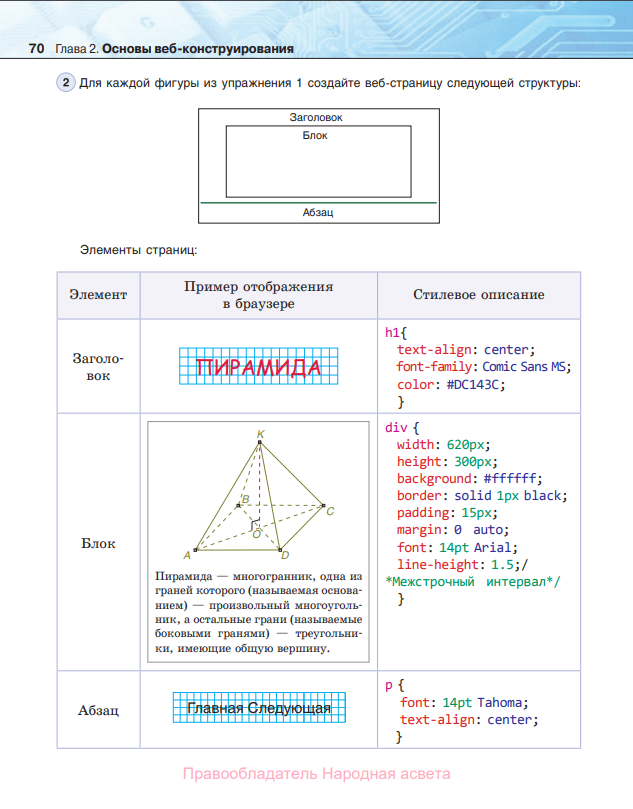 70 Глава 2. Основы веб-конструирования
2 Для каждой фигуры из упражнения 1 создайте веб-страницу следующей структуры:
Заголовок
Блок
Абзац
Элементы страниц:
Элемент
Пример отображения
в браузере
Стилевое описание
Заголо-
вок
ПИРАМИДА
h1{
text-align: center;
font-family: Comic Sans MS;
color: #DC143C;
}
Блок
K
B
C
O
A
D
Пирамида — многогранник, одна из
граней которого (называемая основа-
нием) — произвольный многоуголь-
ник, а остальные грани (называемые
боковыми гранями) — треугольни-
ки, имеющие общую вершину.
div {
width: 620px;
height: 300px;
background: #ffffff;
border: solid 1px black;
padding: 15px;
margin: 0 auto;
font: 14pt Arial;
line-height: 1.5;/
*Межстрочный интервал*/
}
Абзац
Главная Следующая
p {
font: 14pt Tahoma;
text-align: center;
}
Правообладатель Народная асвета